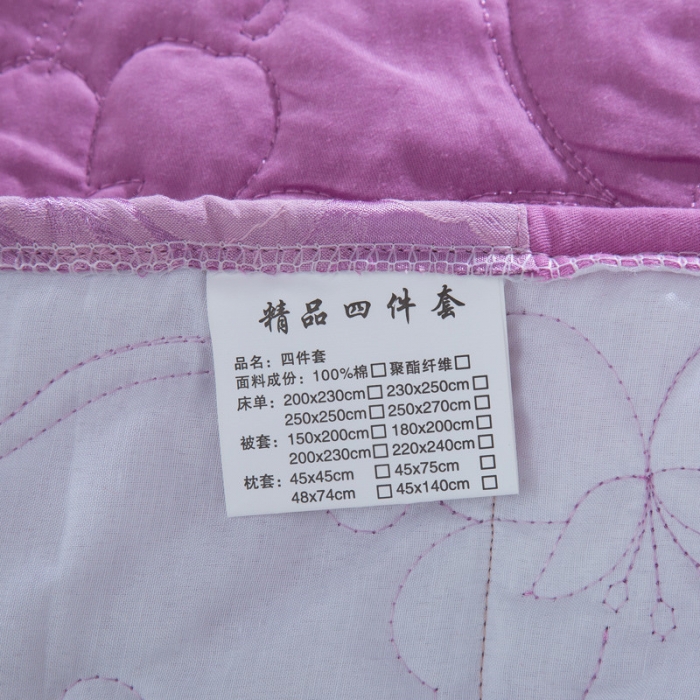 精品四件套
品名：四件套
面料成份：100%棉□聚酯纤维□
床单：200x230cm□ 230x250cm□
250x250cm□ 250x270cm□
被套：150x200cm□ 180x200cm□
200x230cm□ 220x240cm□
枕套：45x45cm □ 45x75cm □
48x74cm □ 45x140cm □